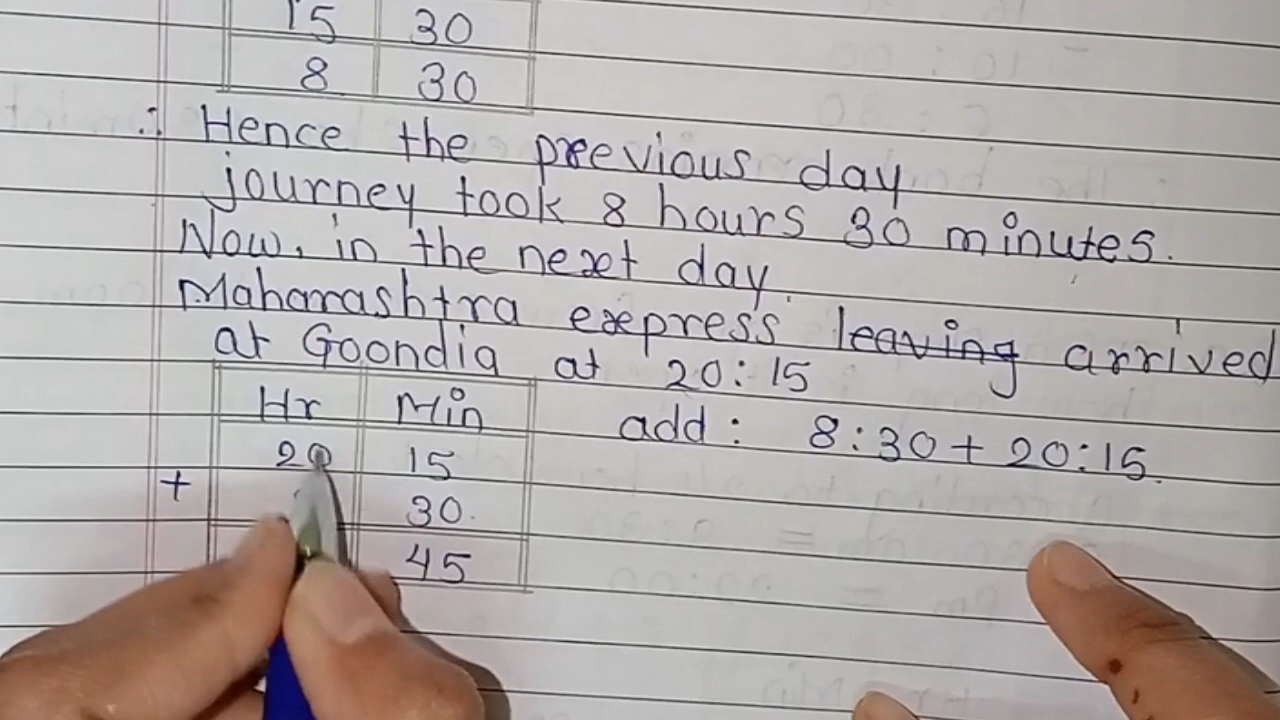 15 30
8 30
∴ Hence the previous day
journey took 8 hours 30 minutes.
Now, in the next day.
Maharashtra express leaving arrived
at Goondia at 20:15
Hr Min
add: 8:30 + 20:15.
20 15
+ 30.
45